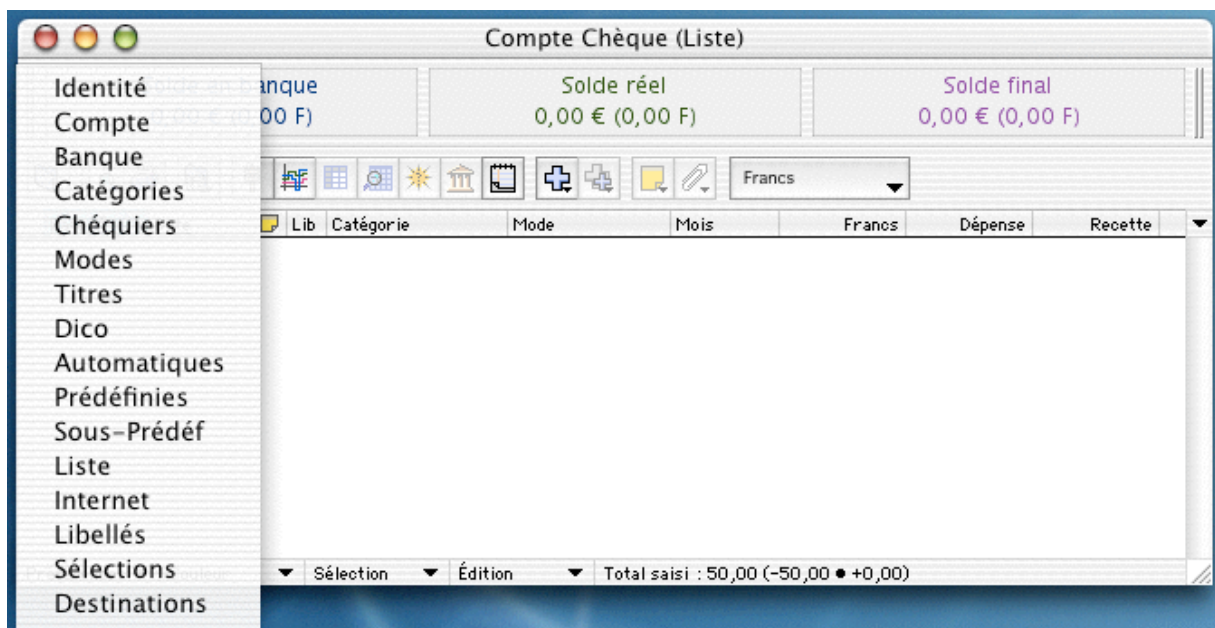 Compte Chèque (Liste)
Identité
Compte
Banque
Catégories
Chéquiers
Modes
Titres
Dico
Automatiques
Prédéfinies
Sous-Prédéf
Liste
Internet
Libellés
Sélections
Destinations
anque
00 F)
Solde réel
0,00 € (0,00 F)
Solde final
0,00 € (0,00 F)
Francs
Lib Catégorie Mode Mois Francs Dépense Recette
Sélection Édition Total saisi : 50,00 (-50,00 ● +0,00)